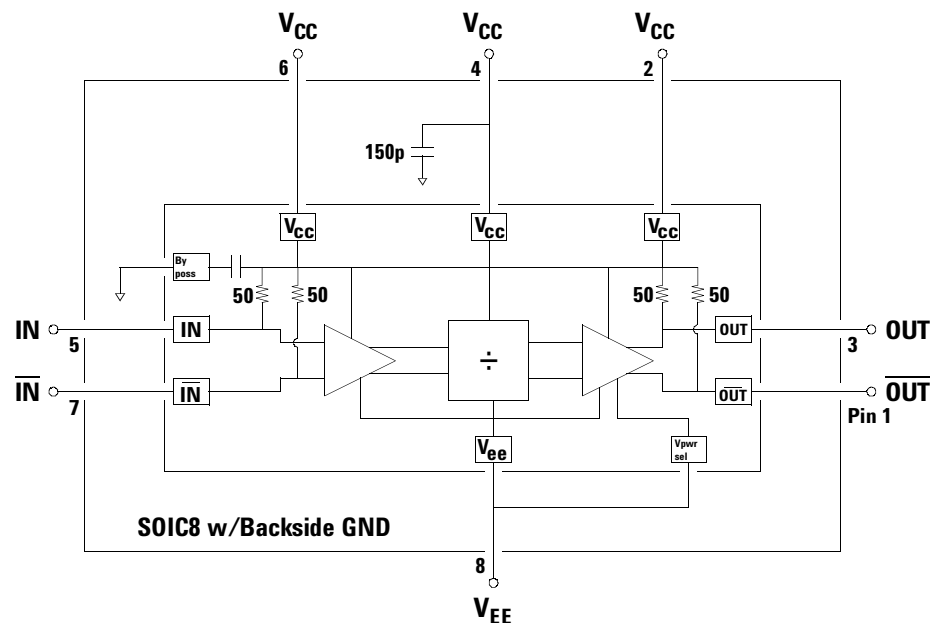 VCC VCC VCC
6 4 2
150p
Vcc Vcc Vcc
By
poss
50 50 50 50
IN IN OUT OUT
5 3
÷
IN IN OUT OUT
7 Pin 1
Vee
Vpwr
sel
SOIC8 w/Backside GND
8
VEE